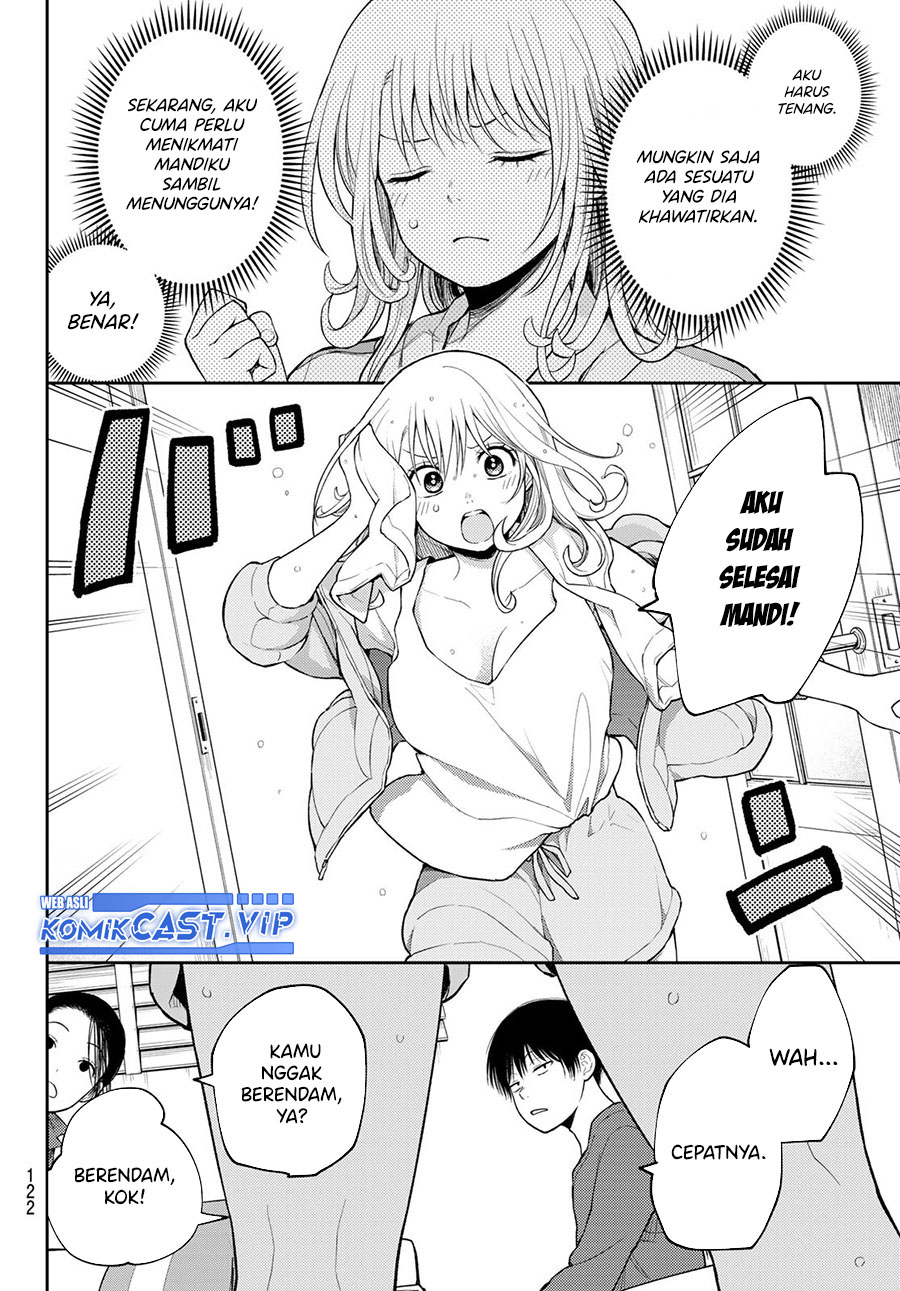 AKU
HARUS
TENANG.
MUNGKIN SAJA
ADA SESUATU
YANG DIA
KHAWATIRKAN.
SEKARANG, AKU
CUMA PERLU
MENIKMATI
MANDIKU
SAMBIL
MENUNGGUNYA!
YA,
BENAR!
AKU
SUDAH
SELESAI
MANDI!
WEB ASLI
KOMIKCAST.VIP
WAH...
CEPATNYA.
KAMU
NGGAK
BERENDAM,
YA?
BERENDAM,
KOK!
122